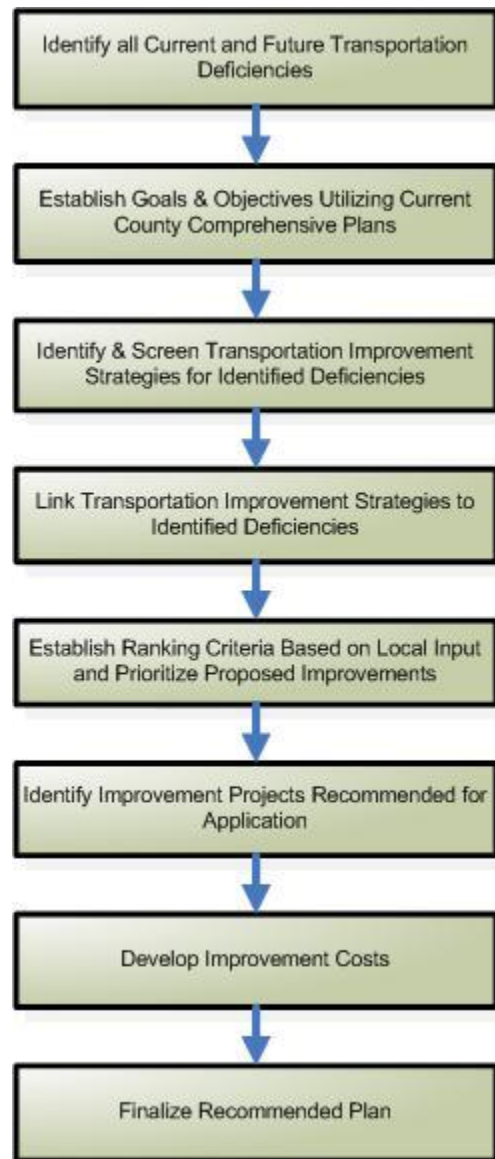 Identify all Current and Future Transportation
Deficiencies
Establish Goals & Objectives Utilizing Current
County Comprehensive Plans
Identify & Screen Transportation Improvement
Strategies for Identified Deficiencies
Link Transportation Improvement Strategies to
Identified Deficiencies
Establish Ranking Criteria Based on Local Input
and Prioritize Proposed Improvements
Identify Improvement Projects Recommended for
Application
Develop Improvement Costs
Finalize Recommended Plan